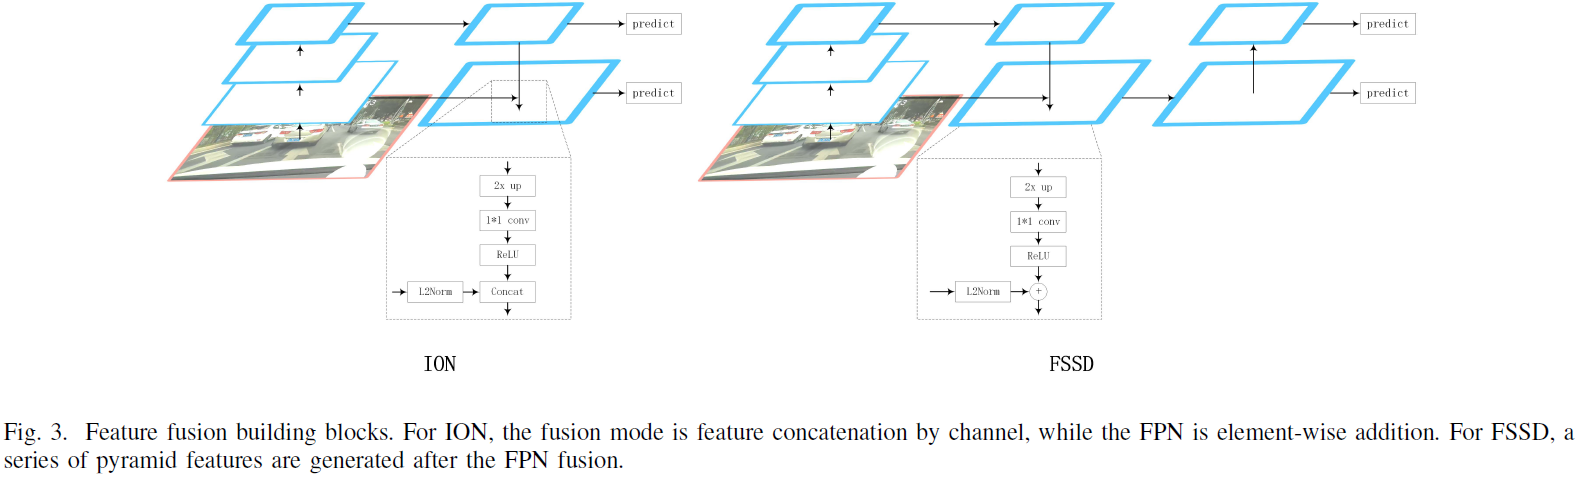 predict
predict
2x up
1*1 conv
ReLU
L2Norm
Concat
ION
predict
predict
2x up
1*1 conv
ReLU
L2Norm
+
FSSD
Fig. 3. Feature fusion building blocks. For ION, the fusion mode is feature concatenation by channel, while the FPN is element-wise addition. For FSSD, a
series of pyramid features are generated after the FPN fusion.